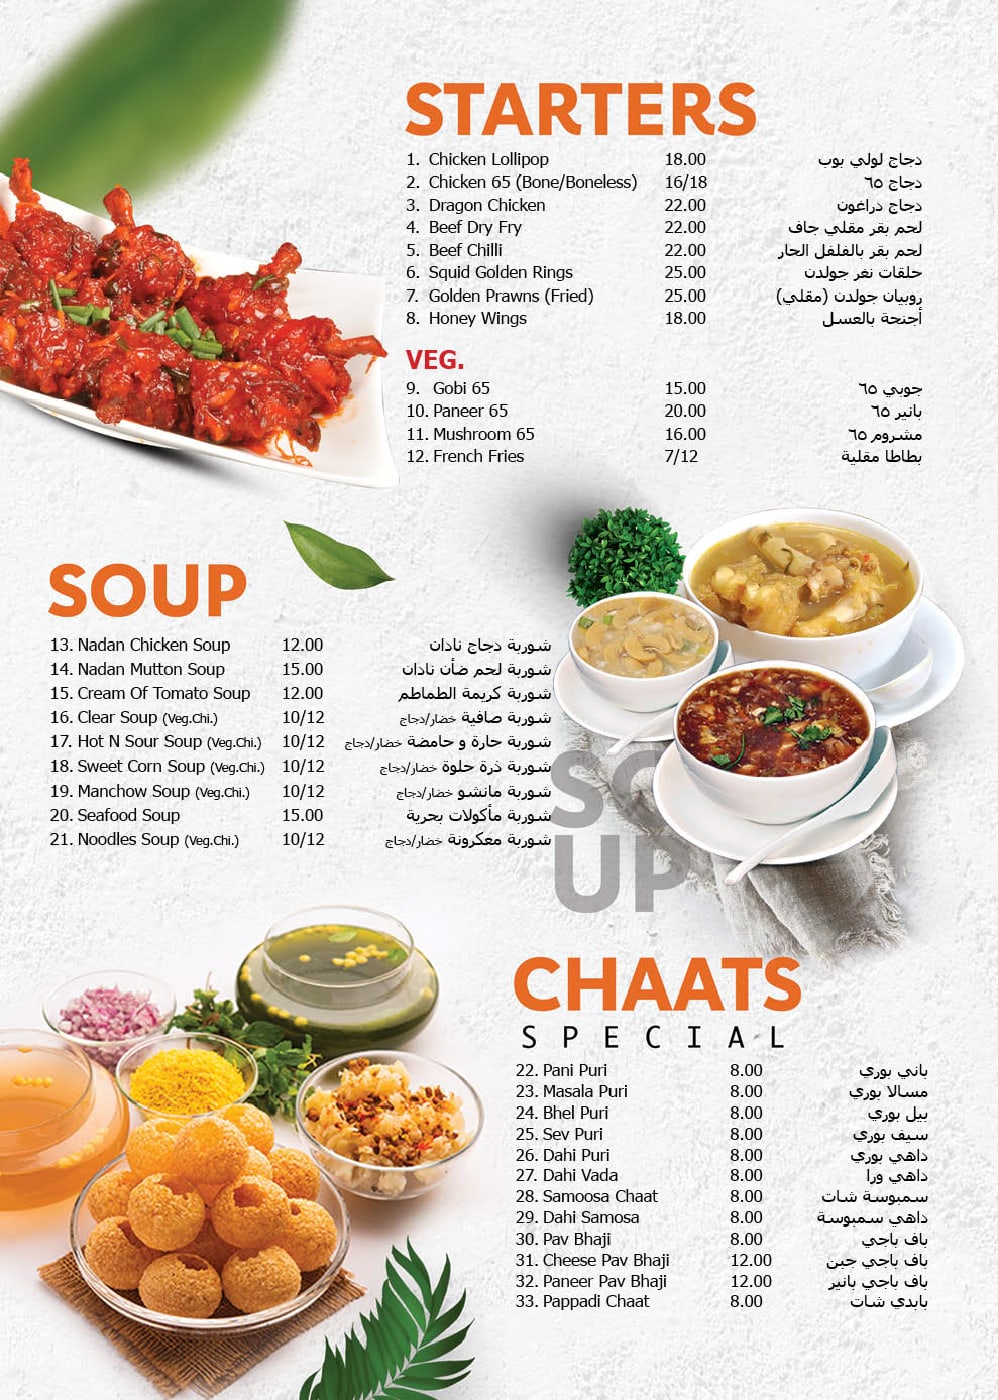 STARTERS
1. Chicken Lollipop 18.00 دجاج لولي بوب
2. Chicken 65 (Bone/Boneless) 16/18 دجاج ٦٥
3. Dragon Chicken 22.00 دجاج دراغون
4. Beef Dry Fry 22.00 لحم بقر مقلي جاف
5. Beef Chilli 22.00 لحم بقر بالفلفل الحار
6. Squid Golden Rings 25.00 حلقات نغر جولدن
7. Golden Prawns (Fried) 25.00 روبيان جولدن (مقلي)
8. Honey Wings 18.00 أجنحة بالعسل
VEG.
9. Gobi 65 15.00 جوبي ٦٥
10. Paneer 65 20.00 بانير ٦٥
11. Mushroom 65 16.00 مشروم ٦٥
12. French Fries 7/12 بطاطا مقلية
SOUP
13. Nadan Chicken Soup 12.00 شوربة دجاج نادان
14. Nadan Mutton Soup 15.00 شوربة لحم ضأن نادان
15. Cream Of Tomato Soup 12.00 شوربة كريمة الطماطم
16. Clear Soup (Veg.Chi.) 10/12 شوربة صافية خضار/دجاج
17. Hot N Sour Soup (Veg.Chi.) 10/12 شوربة حارة و حامضة خضار/دجاج
18. Sweet Corn Soup (Veg.Chi.) 10/12 شوربة ذرة حلوة خضار/دجاج
19. Manchow Soup (Veg.Chi.) 10/12 شوربة مانشو خضار/دجاج
20. Seafood Soup 15.00 شوربة مأكولات بحرية
21. Noodles Soup (Veg.Chi.) 10/12 شوربة معكرونة خضار/دجاج
SO
UP
CHAATS
SPECIAL
22. Pani Puri 8.00 باني بوري
23. Masala Puri 8.00 مسالا بوري
24. Bhel Puri 8.00 بيل بوري
25. Sev Puri 8.00 سيف بوري
26. Dahi Puri 8.00 داهي بوري
27. Dahi Vada 8.00 داهي ورا
28. Samoosa Chaat 8.00 سمبوسة شات
29. Dahi Samosa 8.00 داهي سمبوسة
30. Pav Bhaji 8.00 باف باجي
31. Cheese Pav Bhaji 12.00 باف باجي جبن
32. Paneer Pav Bhaji 12.00 باف باجي بانير
33. Pappadi Chaat 8.00 بابدي شات